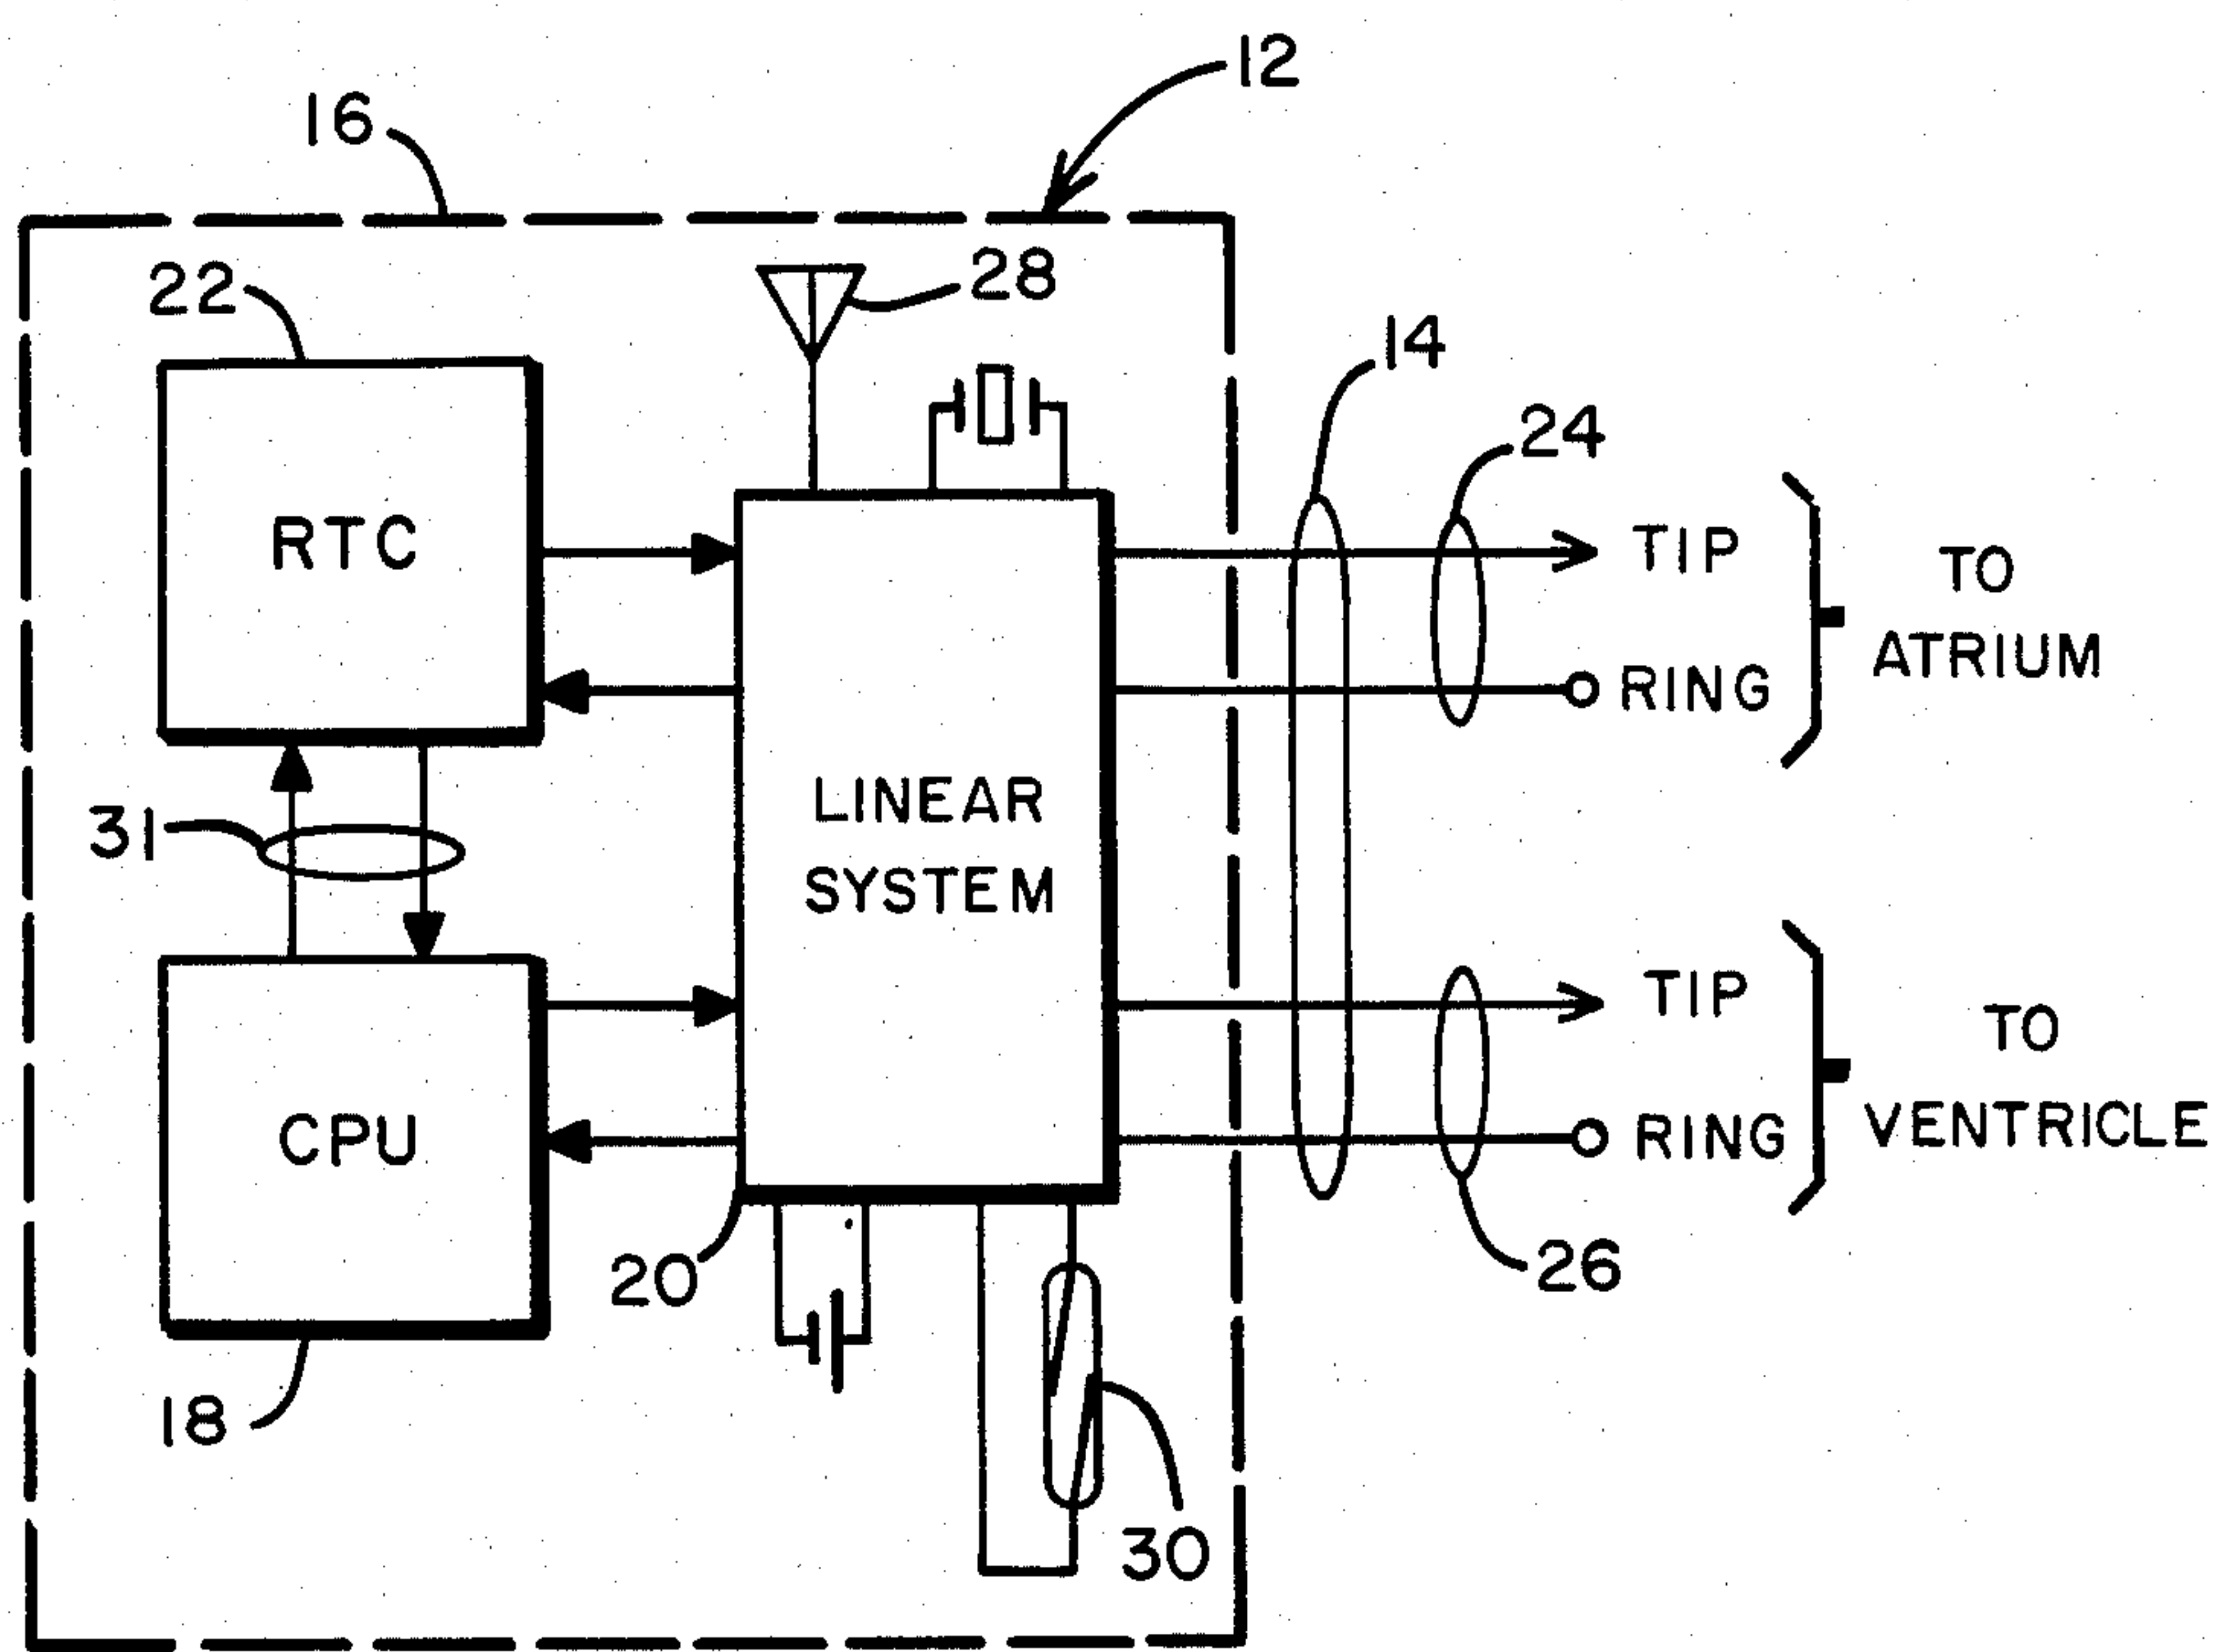 12
16
28
22
14
24
RTC
TIP
RING
TO
ATRIUM
LINEAR
SYSTEM
31
CPU
TIP
RING
TO
VENTRICLE
20
26
18
30